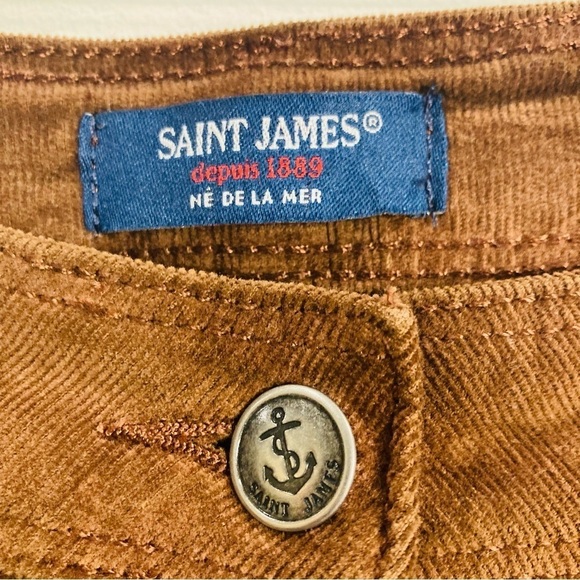 SAINT JAMES®
depuis 1889
NÉ DE LA MER
SAINT JAMES